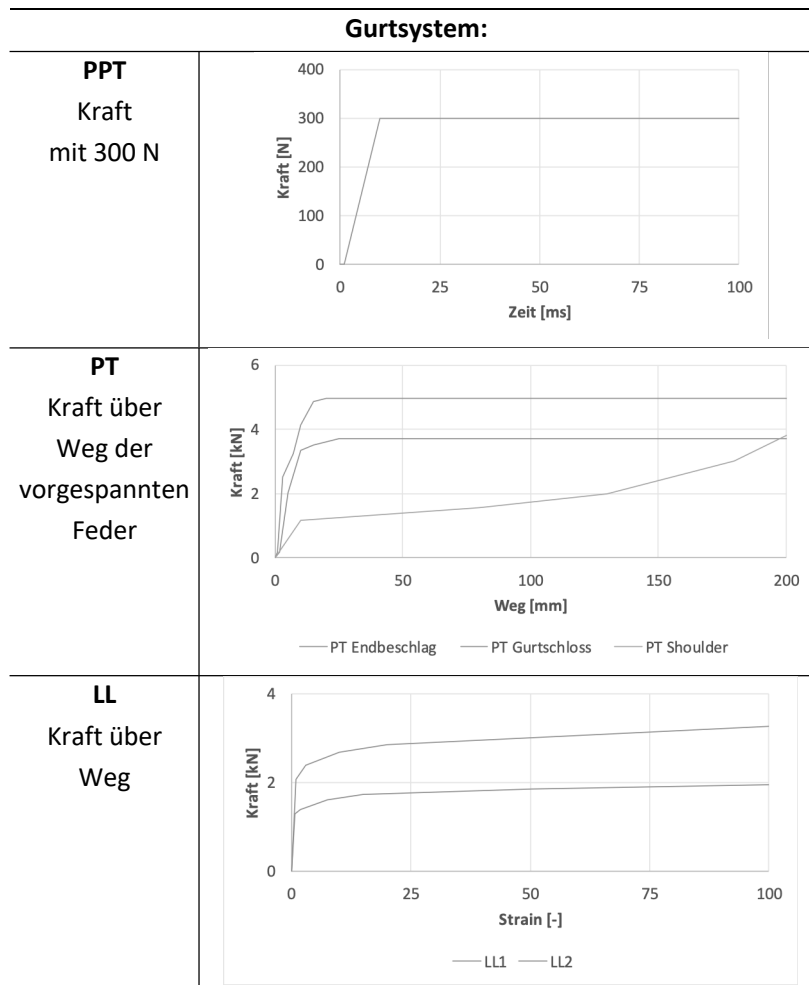 Gurtsystem:
PPT
Kraft
mit 300 N
400
300
200
100
0
Kraft [N]
0 25 50 75 100
Zeit [ms]
PT
Kraft über
Weg der
vorgespannten
Feder
6
4
2
0
Kraft [kN]
0 50 100 150 200
Weg [mm]
PT Endbeschlag PT Gurtschloss PT Shoulder
LL
Kraft über
Weg
4
2
0
Kraft [kN]
0 25 50 75 100
Strain [-]
LL1 LL2